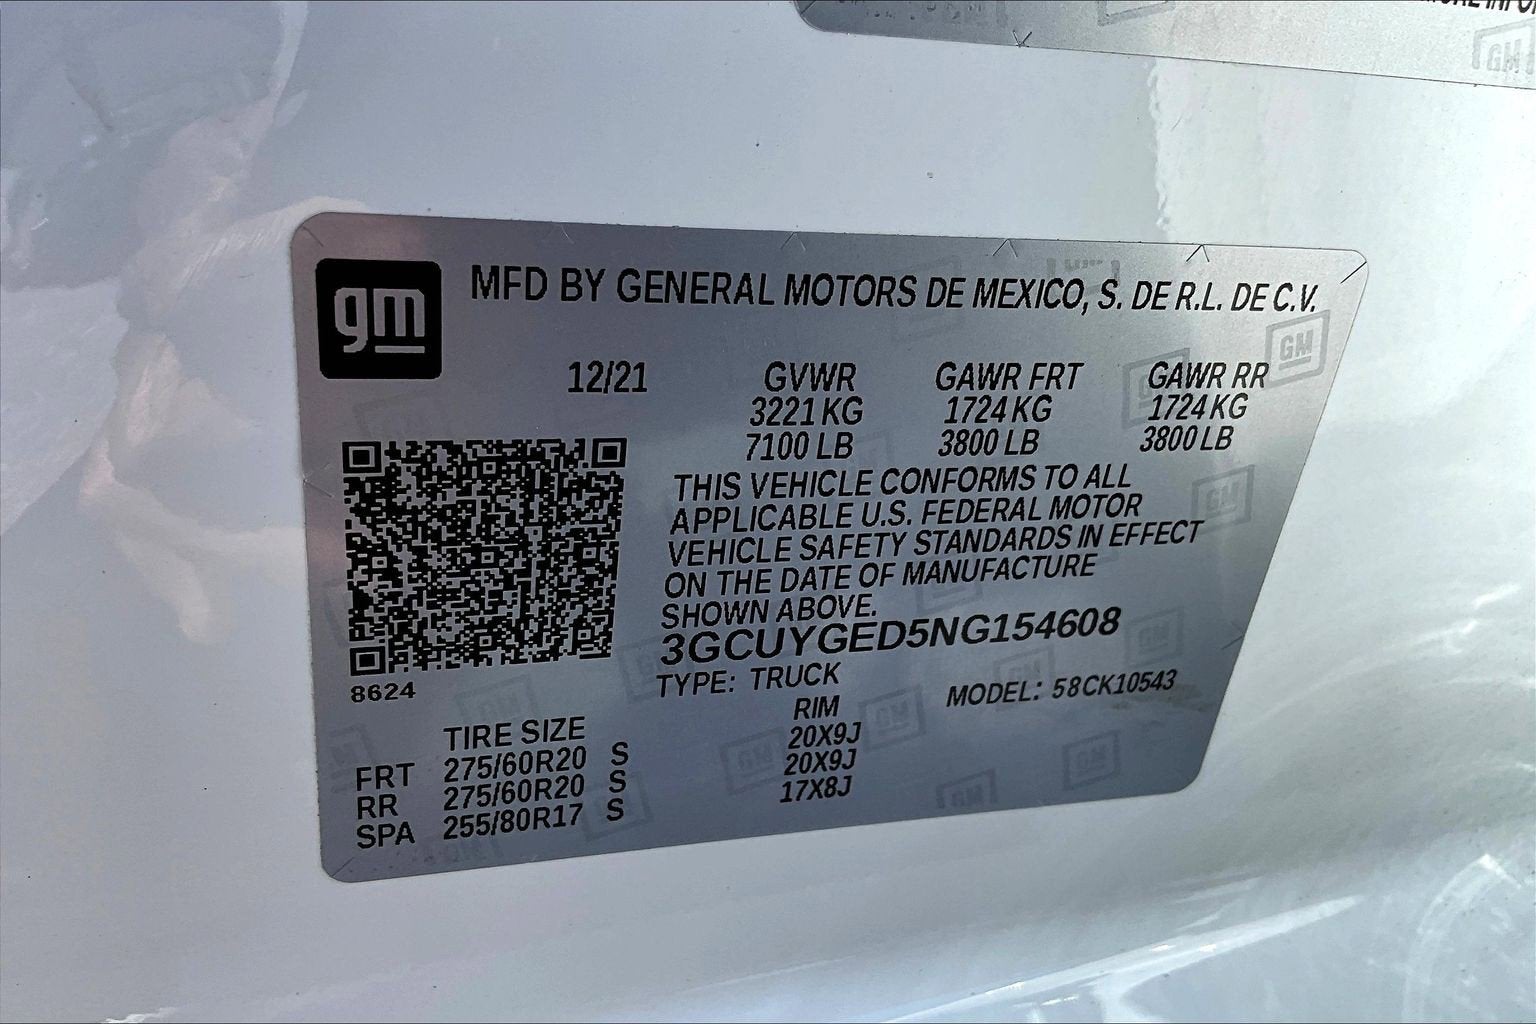 gm
MFD BY GENERAL MOTORS DE MEXICO, S. DE R.L. DE C.V.
12/21 GVWR GAWR FRT GAWR RR
3221 KG 1724 KG 1724 KG
7100 LB 3800 LB 3800 LB
THIS VEHICLE CONFORMS TO ALL
APPLICABLE U.S. FEDERAL MOTOR
VEHICLE SAFETY STANDARDS IN EFFECT
ON THE DATE OF MANUFACTURE
SHOWN ABOVE.
3GCUYGED5NG154608
8624
TYPE: TRUCK MODEL: 58CK10543
TIRE SIZE RIM
FRT 275/60R20 S 20X9J
RR 275/60R20 S 20X9J
SPA 255/80R17 S 17X8J